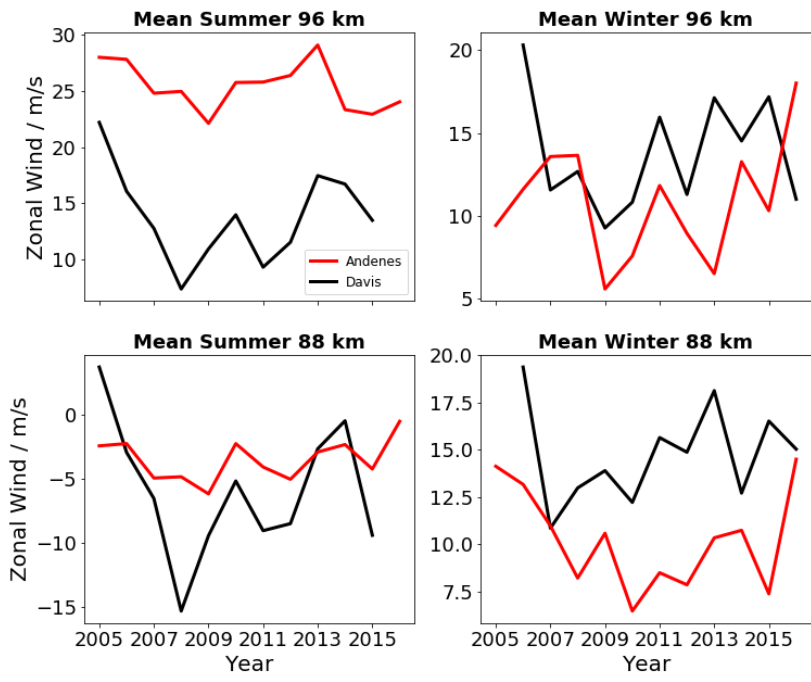 Mean Summer 96 km
Zonal Wind / m/s
30
25
20
15
10
Andenes
Davis
Mean Winter 96 km
20
15
10
5
Mean Summer 88 km
Zonal Wind / m/s
0
−5
−10
−15
2005 2007 2009 2011 2013 2015
Year
Mean Winter 88 km
20.0
17.5
15.0
12.5
10.0
7.5
2005 2007 2009 2011 2013 2015
Year